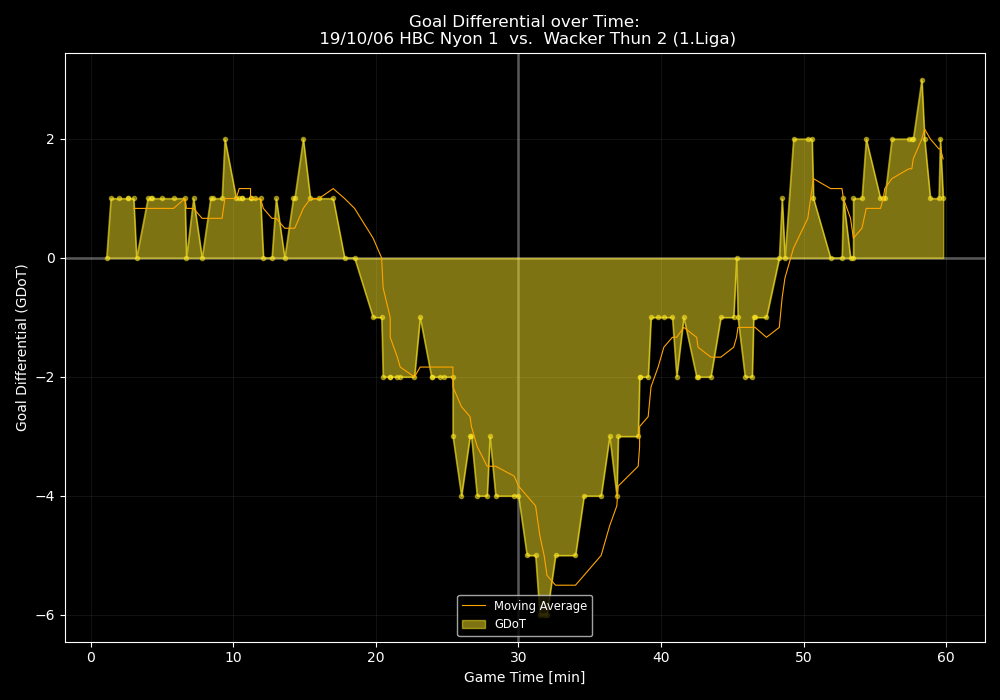 Goal Differential over Time:
19/10/06 HBC Nyon 1  vs.  Wacker Thun 2 (1.Liga)
Goal Differential (GDoT)
2
0
−2
−4
−6
Moving Average
GDoT
0 10 20 30 40 50 60
Game Time [min]